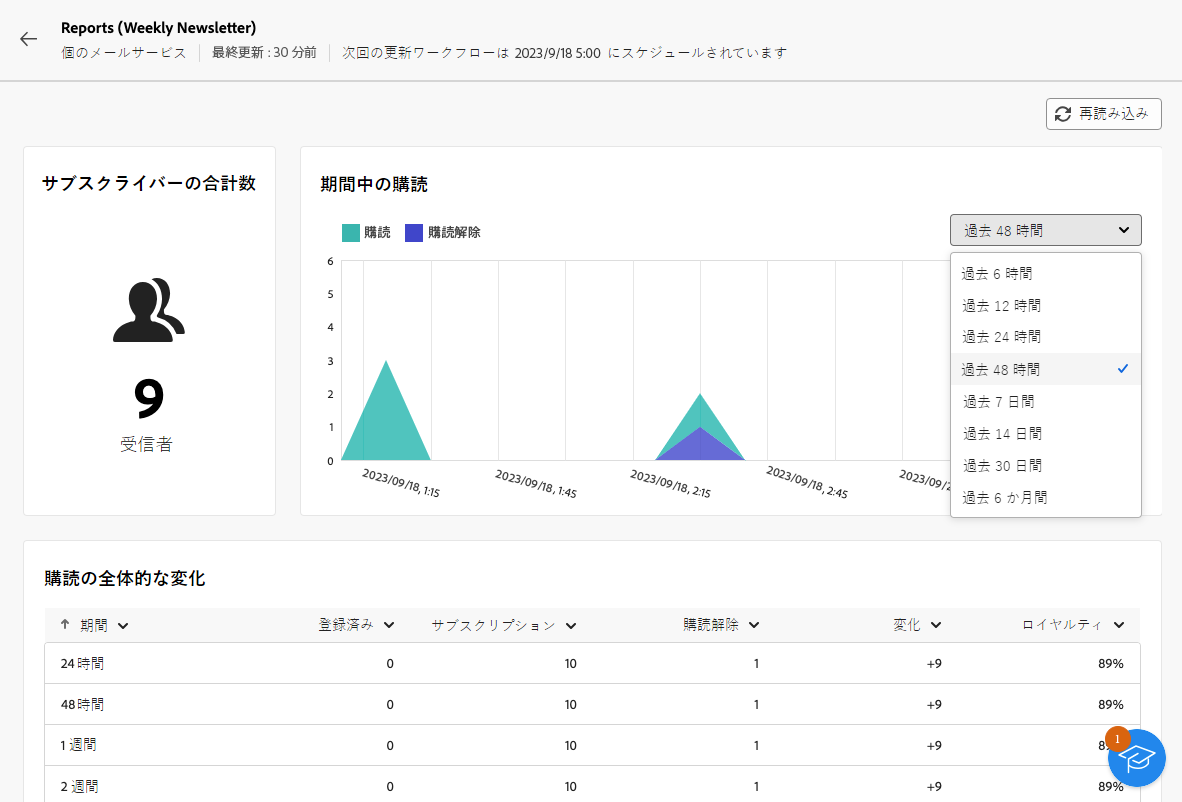 Reports (Weekly Newsletter)
個のメールサービス 最終更新 : 30 分前 次回の更新ワークフローは 2023/9/18 5:00 にスケジュールされています
再読み込み
サブスクライバーの合計数
9
受信者
期間中の購読
購読 購読解除
過去 48 時間
過去 6 時間
過去 12 時間
過去 24 時間
過去 48 時間
過去 7 日間
過去 14 日間
過去 30 日間
過去 6 か月間
6
5
4
3
2
1
0
2023/09/18, 1:15 2023/09/18, 1:45 2023/09/18, 2:15 2023/09/18, 2:45
購読の全体的な変化
期間 登録済み サブスクリプション 購読解除 変化 ロイヤルティ
24 時間 0 10 1 +9 89%
48 時間 0 10 1 +9 89%
1 週間 0 10 1 +9
2 週間 0 10 1 +9 89%
1